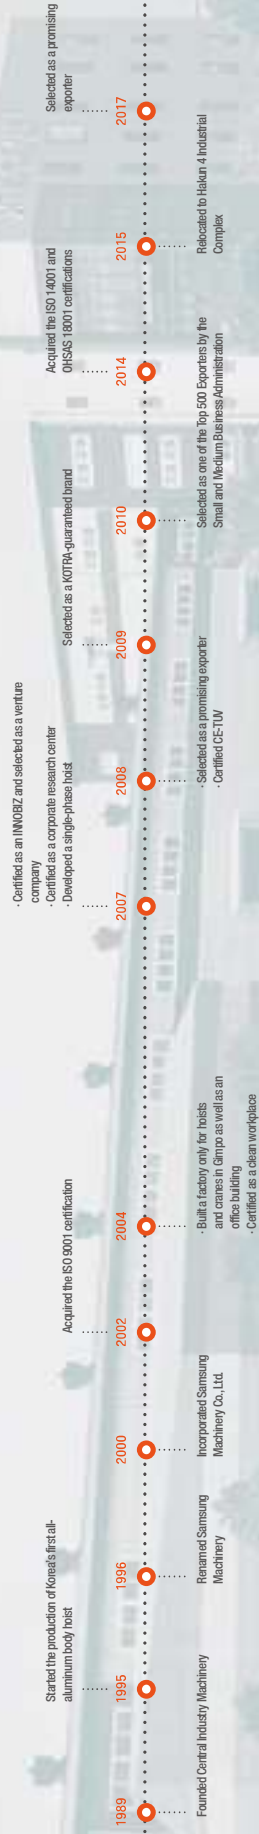 1989
Founded Central Industry Machinery
1995
Started the production of Korea's first all-
aluminum body hoist
1996
Renamed Samsung
Machinery
2000
Incorporated Samsung
Machinery Co., Ltd.
2002
Acquired the ISO 9001 certification
2004
· Built a factory only for hoists
and cranes in Gimpo as well as an
office building
· Certified as a clean workplace
2007
· Certified as an INNOBIZ and selected as a venture
company
· Certified as a corporate research center
· Developed a single-phase hoist
2008
· Selected as a promising exporter
· Certified CE-TUV
2009
Selected as a KOTRA-guaranteed brand
2010
Selected as one of the Top 500 Exporters by the
Small and Medium Business Administration
2014
Acquired the ISO 14001 and
OHSAS 18001 certifications
2015
Relocated to Hakun 4 Industrial
Complex
2017
Selected as a promising
exporter